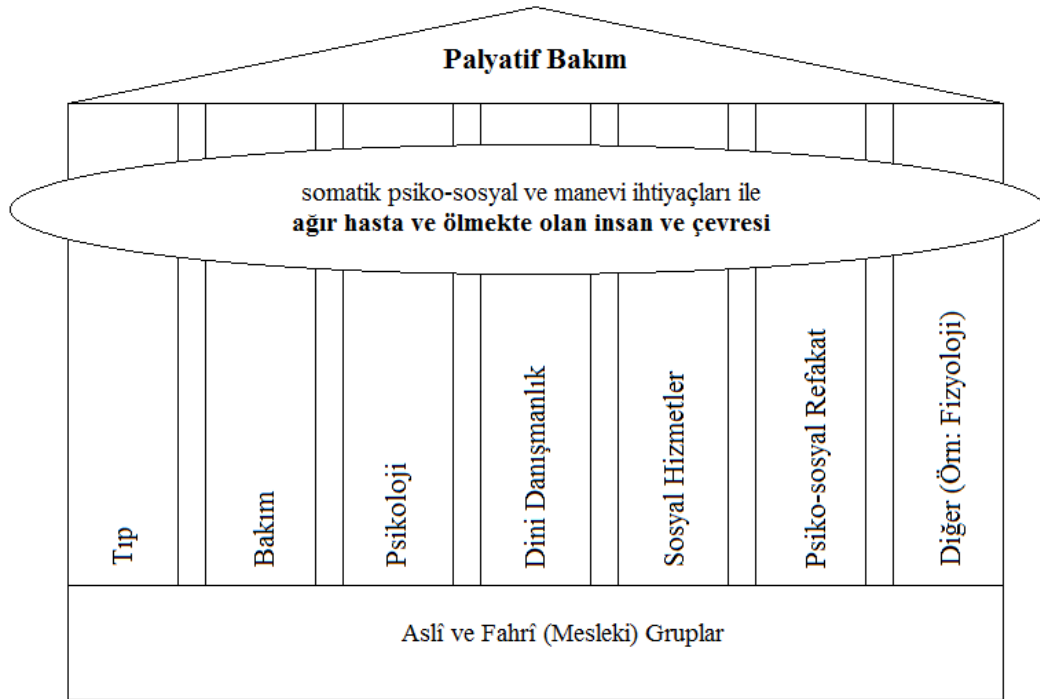 Palyatif Bakım
somatik psiko-sosyal ve manevi ihtiyaçları ile
ağır hasta ve ölmekte olan insan ve çevresi
Tıp
Bakım
Psikoloji
Dini Danışmanlık
Sosyal Hizmetler
Psiko-sosyal Refakat
Diğer (Örn: Fizyoloji)
Aslî ve Fahrî (Mesleki) Gruplar